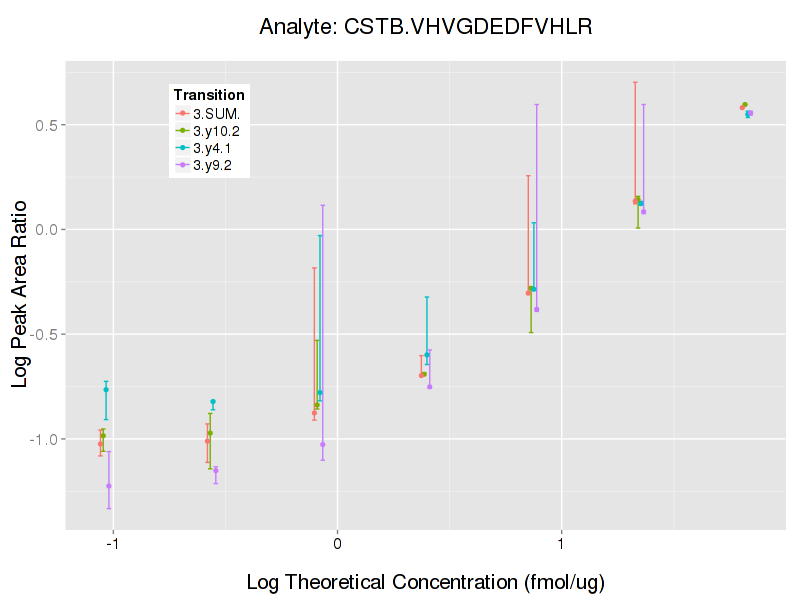 Analyte: CSTB.VHVGDEDFVHLR
Transition
3.SUM.
3.y10.2
3.y4.1
3.y9.2
0.5
0.0
-0.5
-1.0
Log Peak Area Ratio
-1 0 1
Log Theoretical Concentration (fmol/ug)